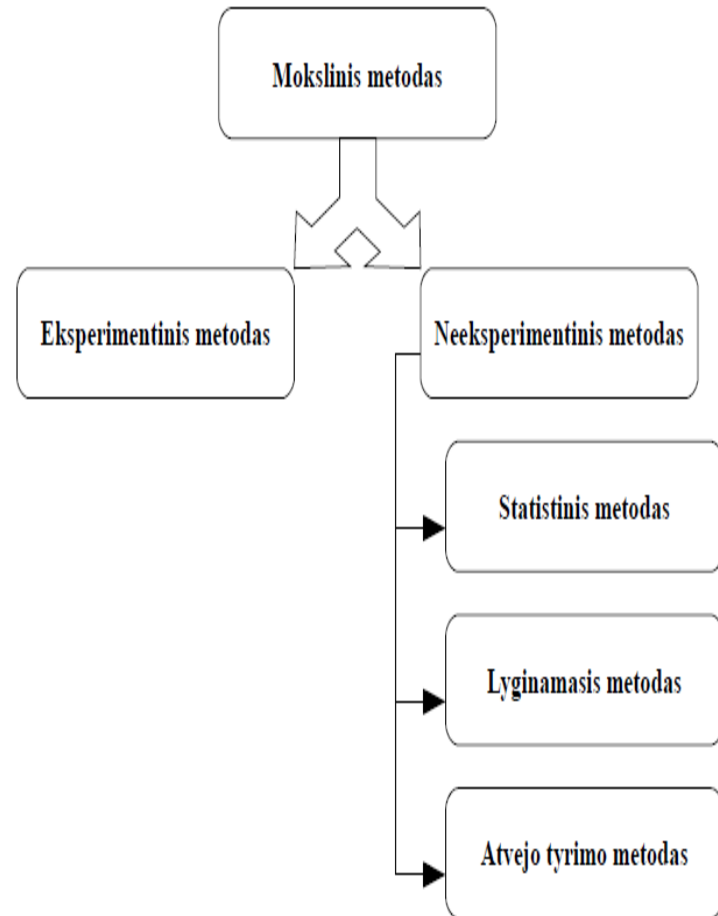 Mokslinis metodas
Eksperimentinis metodas
Neeksperimentinis metodas
Statistinis metodas
Lyginamasis metodas
Atvejo tyrimo metodas